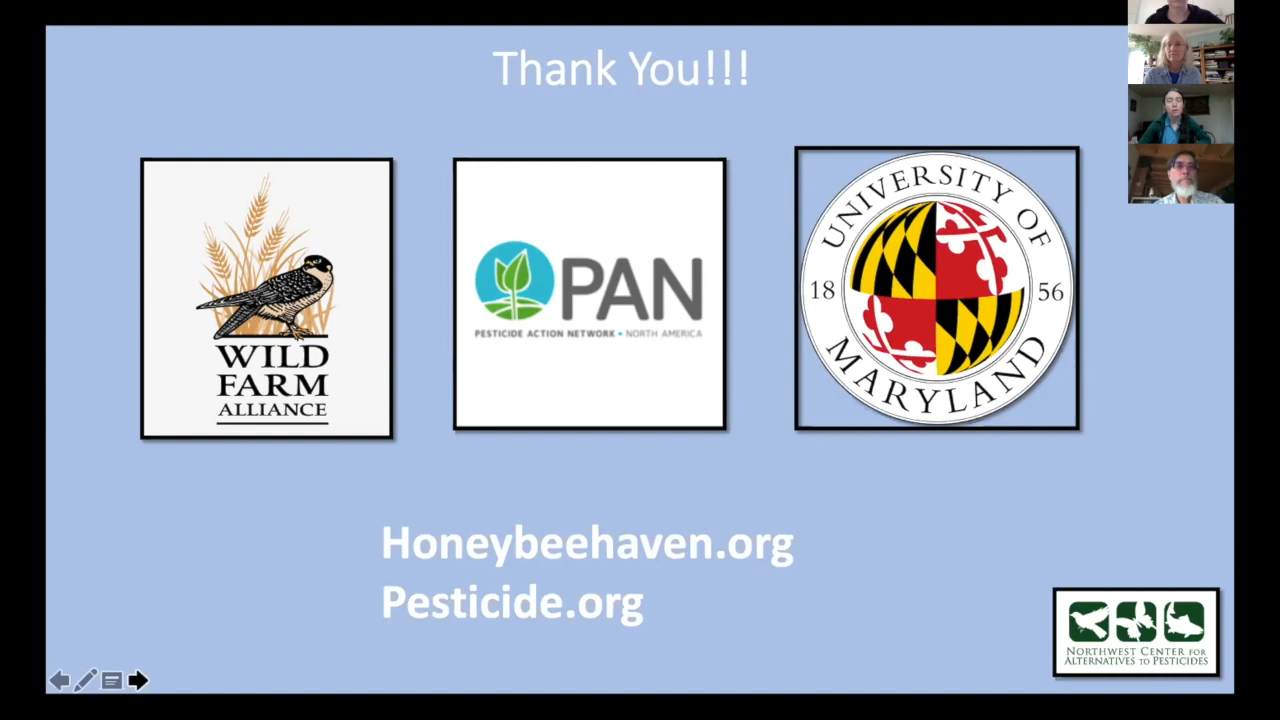 Thank You!!!
WILD
FARM
ALLIANCE
PAN
PESTICIDE ACTION NETWORK • NORTH AMERICA
UNIVERSITY OF
18 56
MARYLAND
Honeybeehaven.org
Pesticide.org
NORTHWEST CENTER FOR
ALTERNATIVES TO PESTICIDES